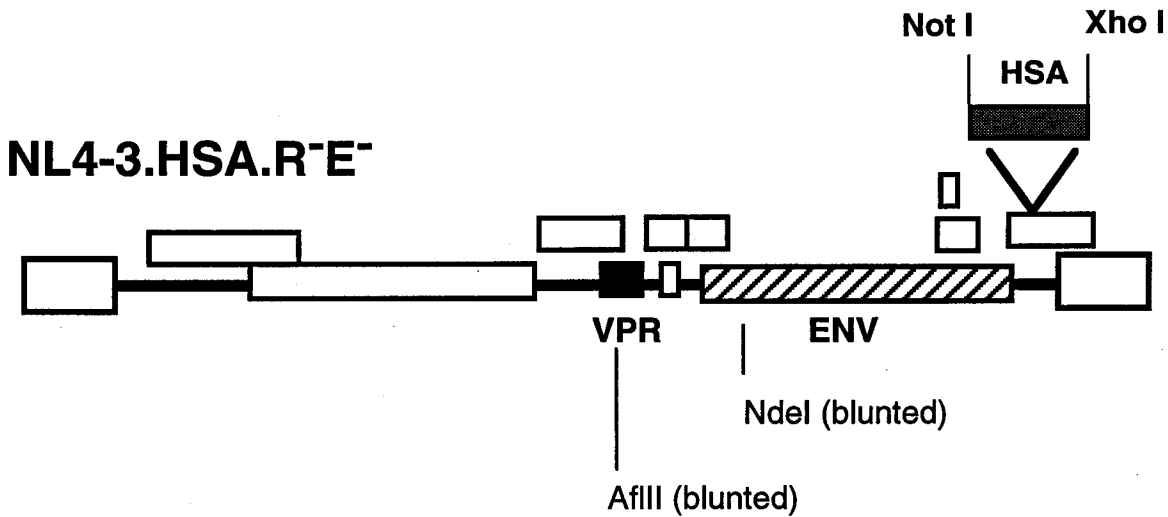 Not I Xho I
HSA
NL4-3.HSA.R⁻E⁻
VPR ENV
NdeI (blunted)
AflII (blunted)